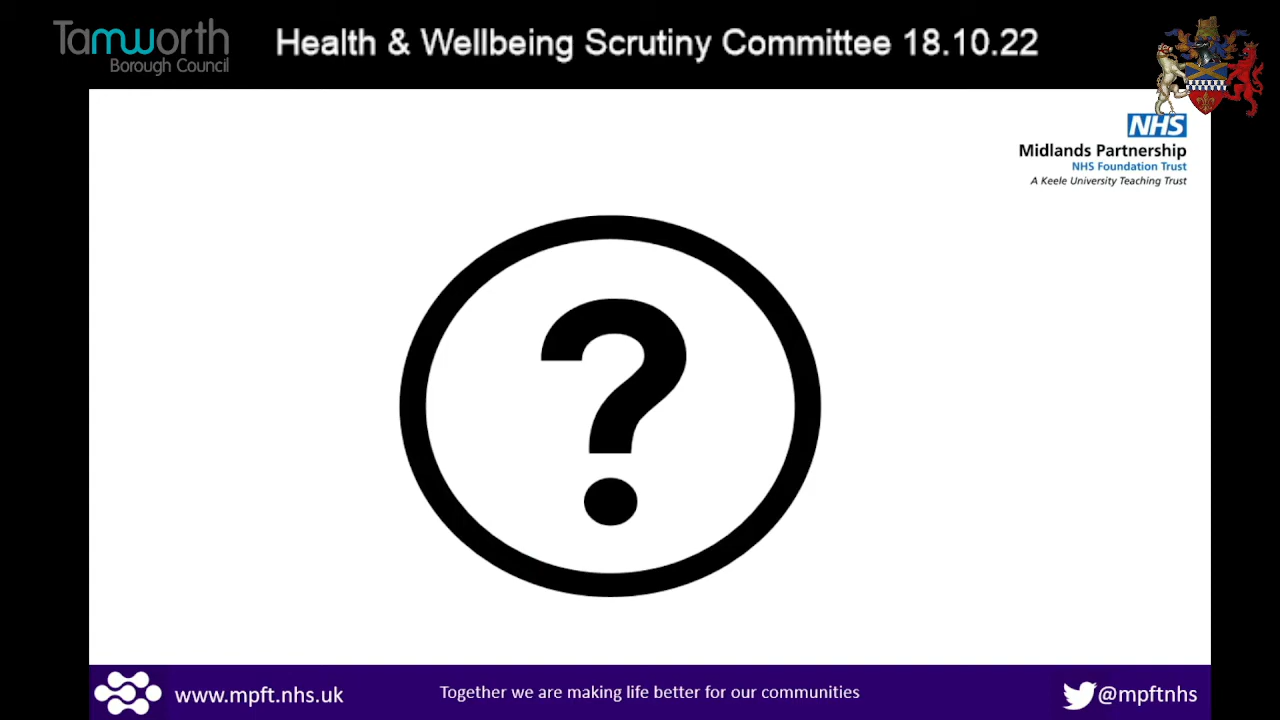 Tamworth
Borough Council
Health & Wellbeing Scrutiny Committee 18.10.22
NHS
Midlands Partnership
NHS Foundation Trust
A Keele University Teaching Trust
?
www.mpft.nhs.uk
Together we are making life better for our communities
@mpftnhs